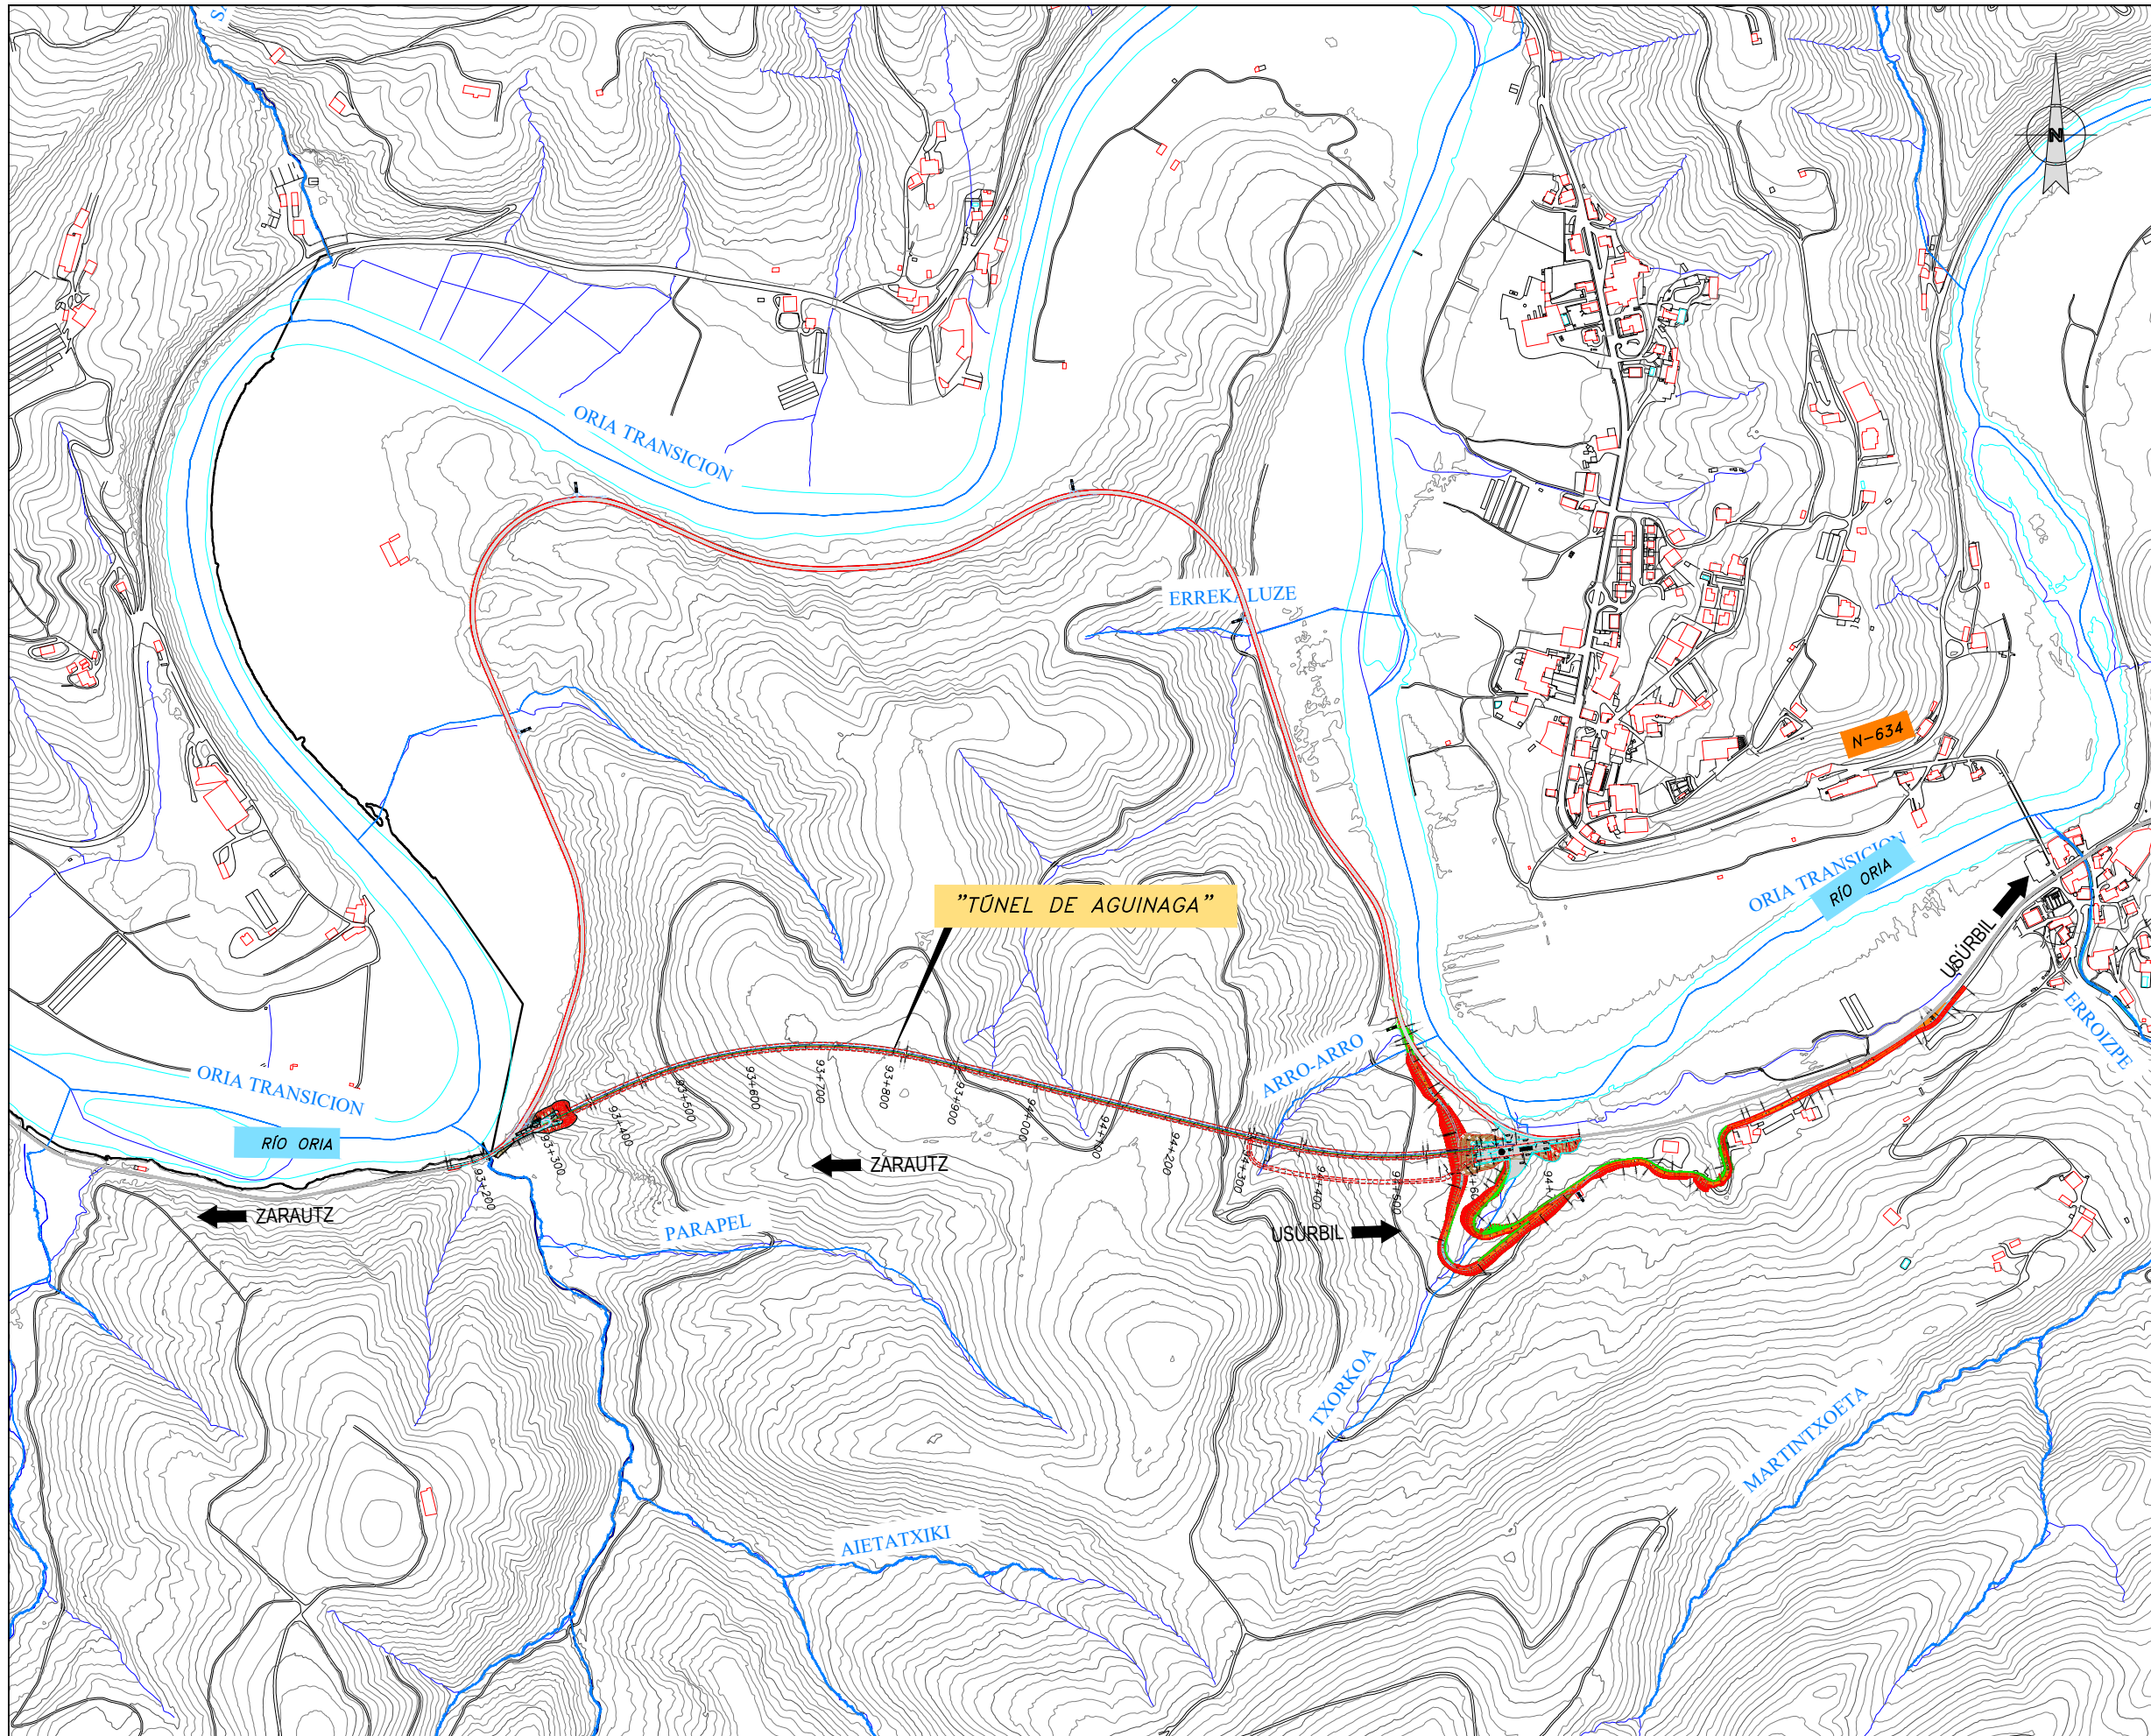 N
ORIA TRANSICION
ERREKALUZE
N-634
"TÚNEL DE AGUINAGA"
ORIA TRANSICION
RÍO ORIA
USÚRBIL
ERROIZPE
ARRO-ARRO
ORIA TRANSICION
RÍO ORIA
93+200
93+300
93+400
93+500
93+600
93+700
93+800
93+900
94+000
94+100
94+200
94+300
94+400
94+500
ZARAUTZ
ZARAUTZ
PARAPEL
USÚRBIL
TXORKOA
MARTINTXOETA
AIETATXIKI